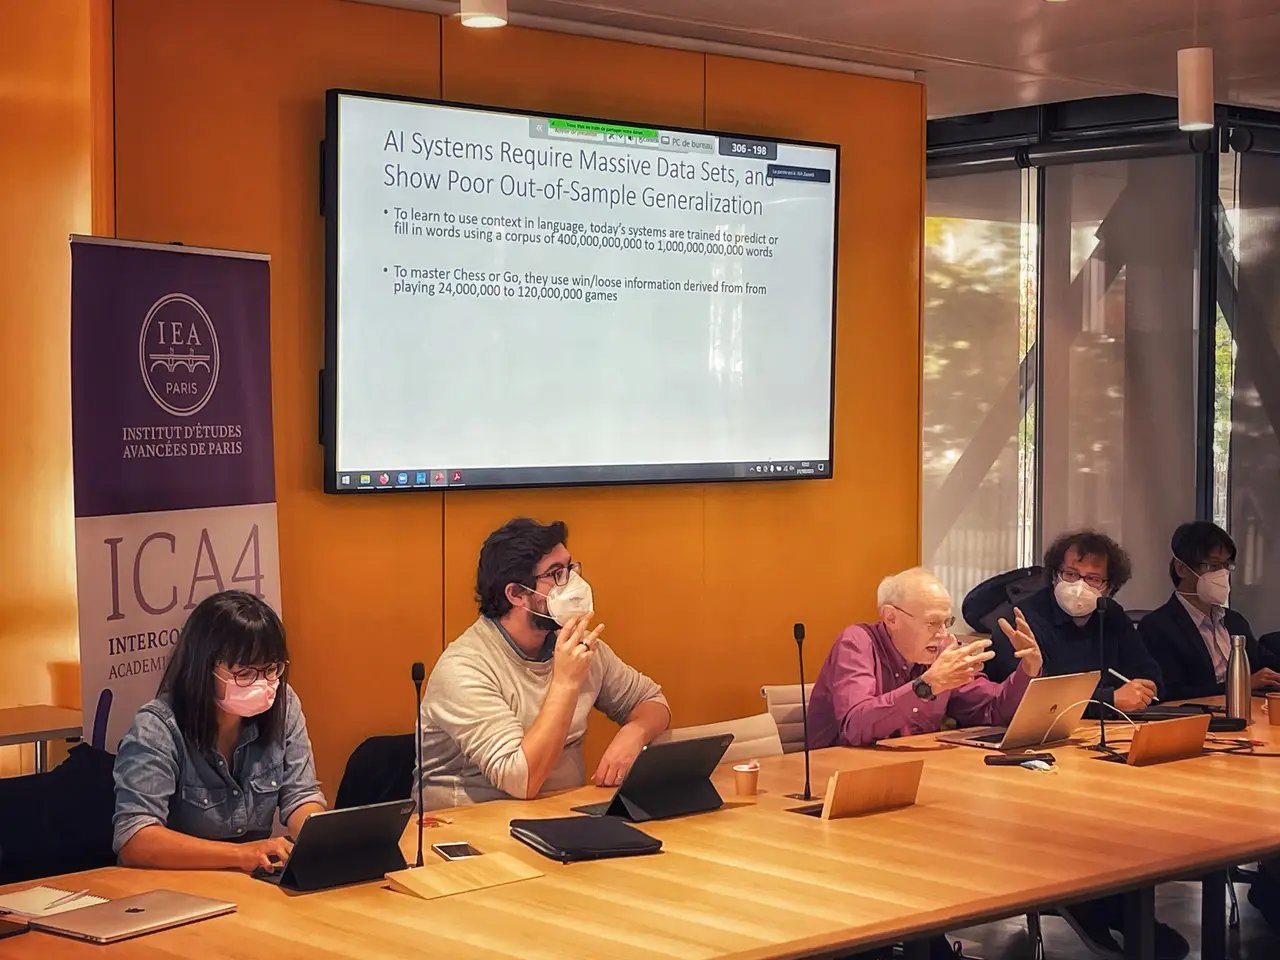 PC de bureau
306 - 198
AI Systems Require Massive Data Sets, and
Show Poor Out-of-Sample Generalization
• To learn to use context in language, today's systems are trained to predict or
fill in words using a corpus of 400,000,000,000 to 1,000,000,000,000 words
• To master Chess or Go, they use win/loose information derived from from
playing 24,000,000 to 120,000,000 games
IEA
PARIS
INSTITUT D'ÉTUDES
AVANCÉES DE PARIS
ICA4
INTERCO
ACADEMI